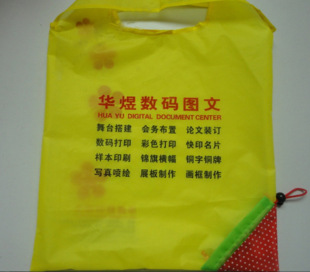 华煜数码图文
HUA YU DIGITAL DOCUMENT CENTER
舞台搭建 会务布置 论文装订
数码打印 彩色打印 快印名片
样本印刷 锦旗横幅 铜字铜牌
写真喷绘 展板制作 画框制作